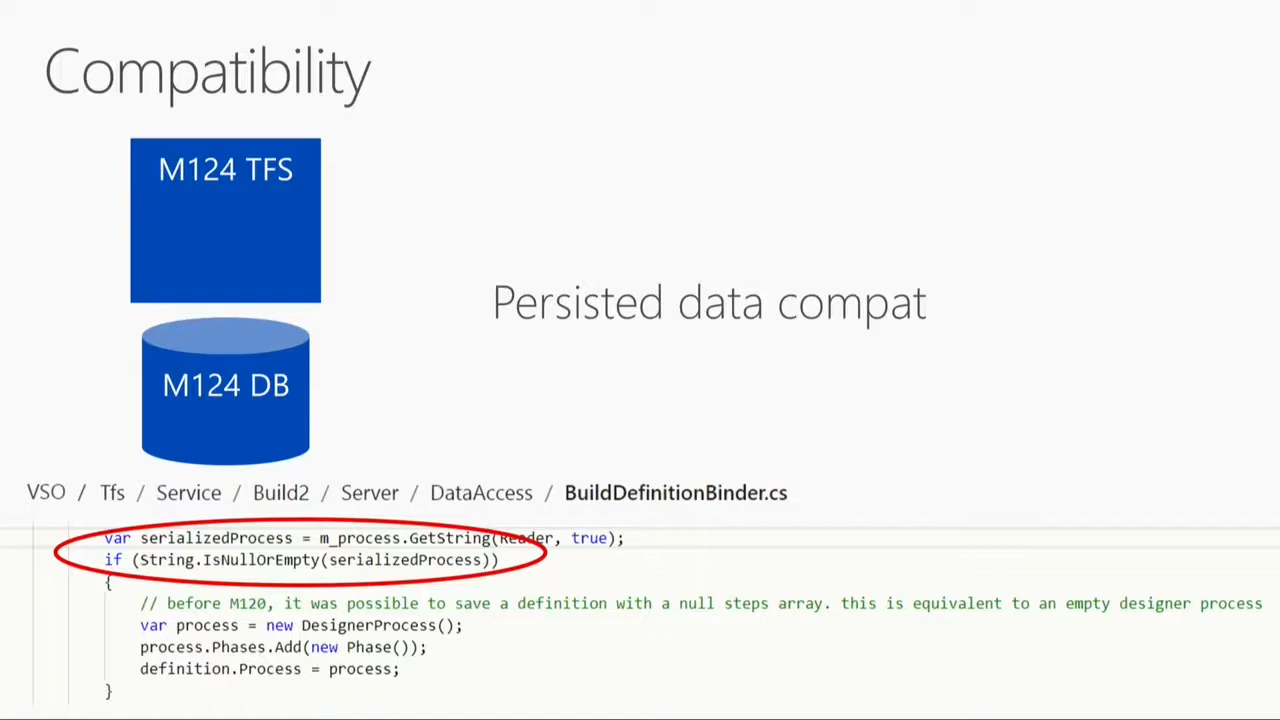 Compatibility
M124 TFS
Persisted data compat
M124 DB
VSO / Tfs / Service / Build2 / Server / DataAccess / BuildDefinitionBinder.cs
var serializedProcess = m_process.GetString(Reader, true);
if (String.IsNullOrEmpty(serializedProcess))
{
// before M120, it was possible to save a definition with a null steps array. this is equivalent to an empty designer process
var process = new DesignerProcess();
process.Phases.Add(new Phase());
definition.Process = process;
}